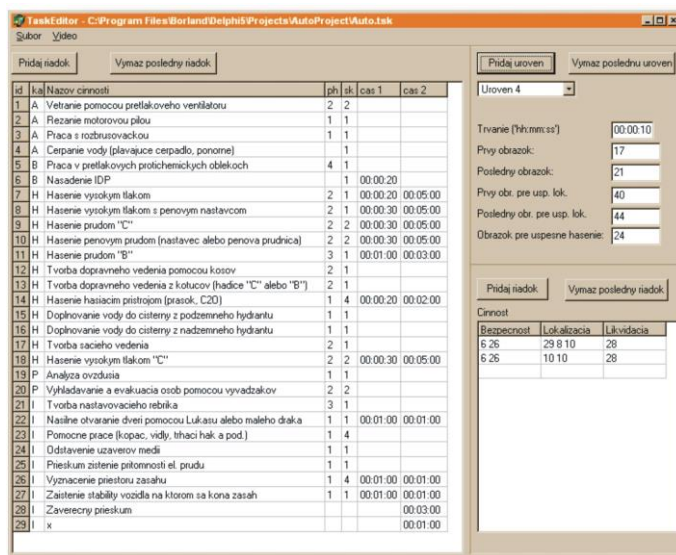 TaskEditor - C:\Program Files\Borland\Delphi5\Projects\AutoProject\Auto.tsk
Subor Video
Pridaj riadok Vymaz posledny riadok
id ka Nazov cinnosti ph sk cas 1 cas 2
1 A Vetranie pomocou pretlakoveho ventilatoru 2 2
2 A Rezanie motorovou pilou 1 1
3 A Praca s rozbrusovackou 1 1
4 A Cerpanie vody (plavajuce cerpadlo, ponorne) 1
5 B Praca v pretlakovych protichemickych oblekoch 4 1
6 B Nasadenie IDP 1 00:00:20
7 H Hasenie vysokym tlakom 2 1 00:00:20 00:05:00
8 H Hasenie vysokym tlakom s penovym nastavcom 2 1 00:00:30 00:05:00
9 H Hasenie prudom "C" 2 2 00:00:30 00:05:00
10 H Hasenie penovym prudom (nastavec alebo penova prudnica) 2 2 00:00:30 00:05:00
11 H Hasenie prudom "B" 3 1 00:01:00 00:03:00
12 H Tvorba dopravneho vedenia pomocou kosov 2 1
13 H Tvorba dopravneho vedenia z kotucov (hadice "C" alebo "B") 2 1
14 H Hasenie hasiacim pristrojom (prasok, C2O) 1 4 00:00:20 00:02:00
15 H Doplnovanie vody do cisterny z podzemneho hydrantu 1 1
16 H Doplnovanie vody do cisterny z nadzemneho hydrantu 1 1
17 H Tvorba sacieho vedenia 2 1
18 H Hasenie vysokym tlakom "C" 2 2 00:00:30 00:05:00
19 P Analyza ovzdusia 1 1
20 P Vyhladavanie a evakuacia osob pomocou vyvadzakov 2 2
21 I Tvorba nastavovacieho rebrika 3 1
22 I Nasilne otvaranie dveri pomocou Lukasu alebo maleho draka 1 1 00:01:00 00:01:00
23 I Pomocne prace (kopac, vidly, trhaci hak a pod.) 1 4
24 I Odstavenie uzaverov medii 1 1
25 I Prieskum zistenie pritomnosti el. prudu 1 1
26 I Vyznacenie priestoru zasahu 1 4 00:01:00 00:01:00
27 I Zaistenie stability vozidla na ktorom sa kona zasah 1 1 00:01:00 00:01:00
28 I Zaverecny prieskum 00:03:00
29 I x 00:01:00
Pridaj uroven Vymaz poslednu uroven
Uroven 4
Trvanie ('hh:mm:ss') 00:00:10
Prvy obrazok: 17
Posledny obrazok: 21
Prvy obr. pre usp. lok. 40
Posledny obr. pre usp. lok. 44
Obrazok pre uspesne hasenie: 24
Pridaj riadok Vymaz posledny riadok
Cinnost
Bezpecnost Lokalizacia Likvidacia
6 26 29 8 10 28
6 26 10 10 28